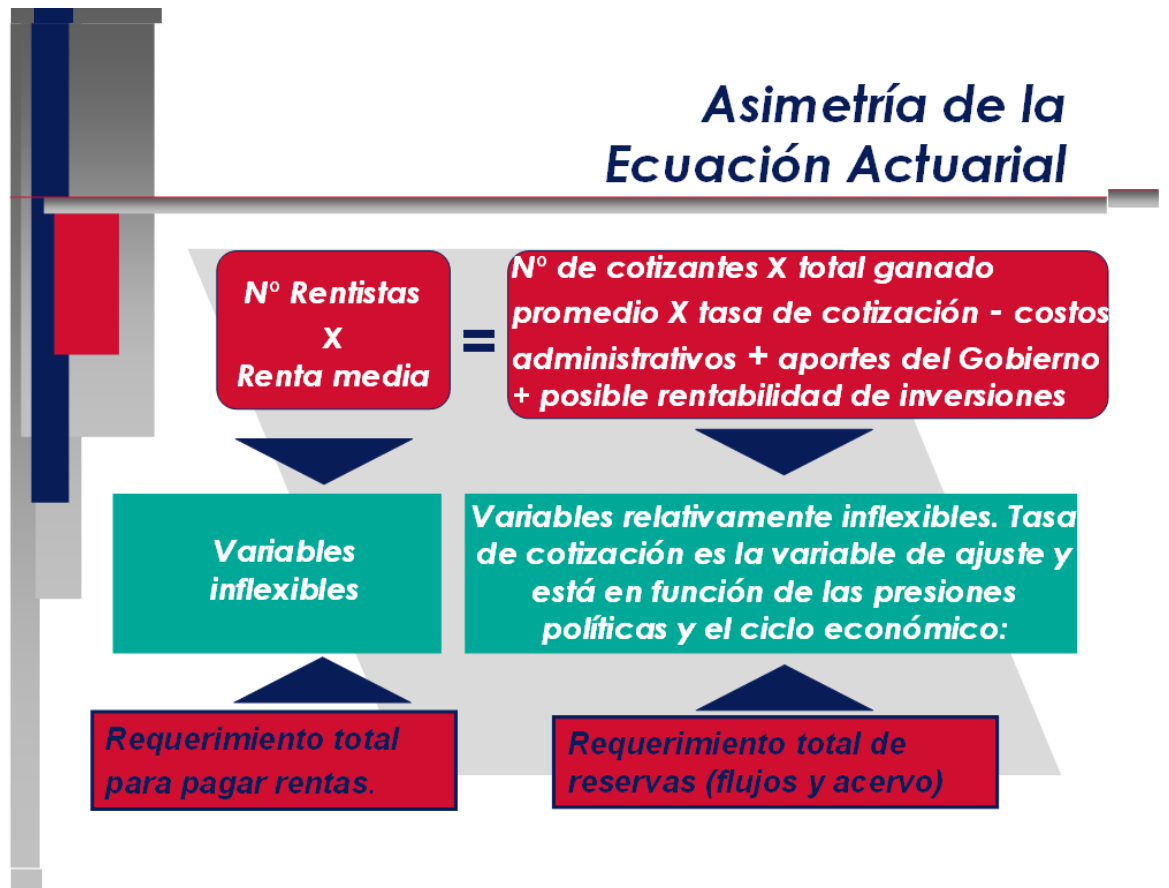 Asimetría de la
Ecuación Actuarial
Nº Rentistas
X
Renta media
=
Nº de cotizantes X total ganado
promedio X tasa de cotización - costos
administrativos + aportes del Gobierno
+ posible rentabilidad de inversiones
Variables
inflexibles
Variables relativamente inflexibles. Tasa
de cotización es la variable de ajuste y
está en función de las presiones
políticas y el ciclo económico:
Requerimiento total
para pagar rentas.
Requerimiento total de
reservas (flujos y acervo)